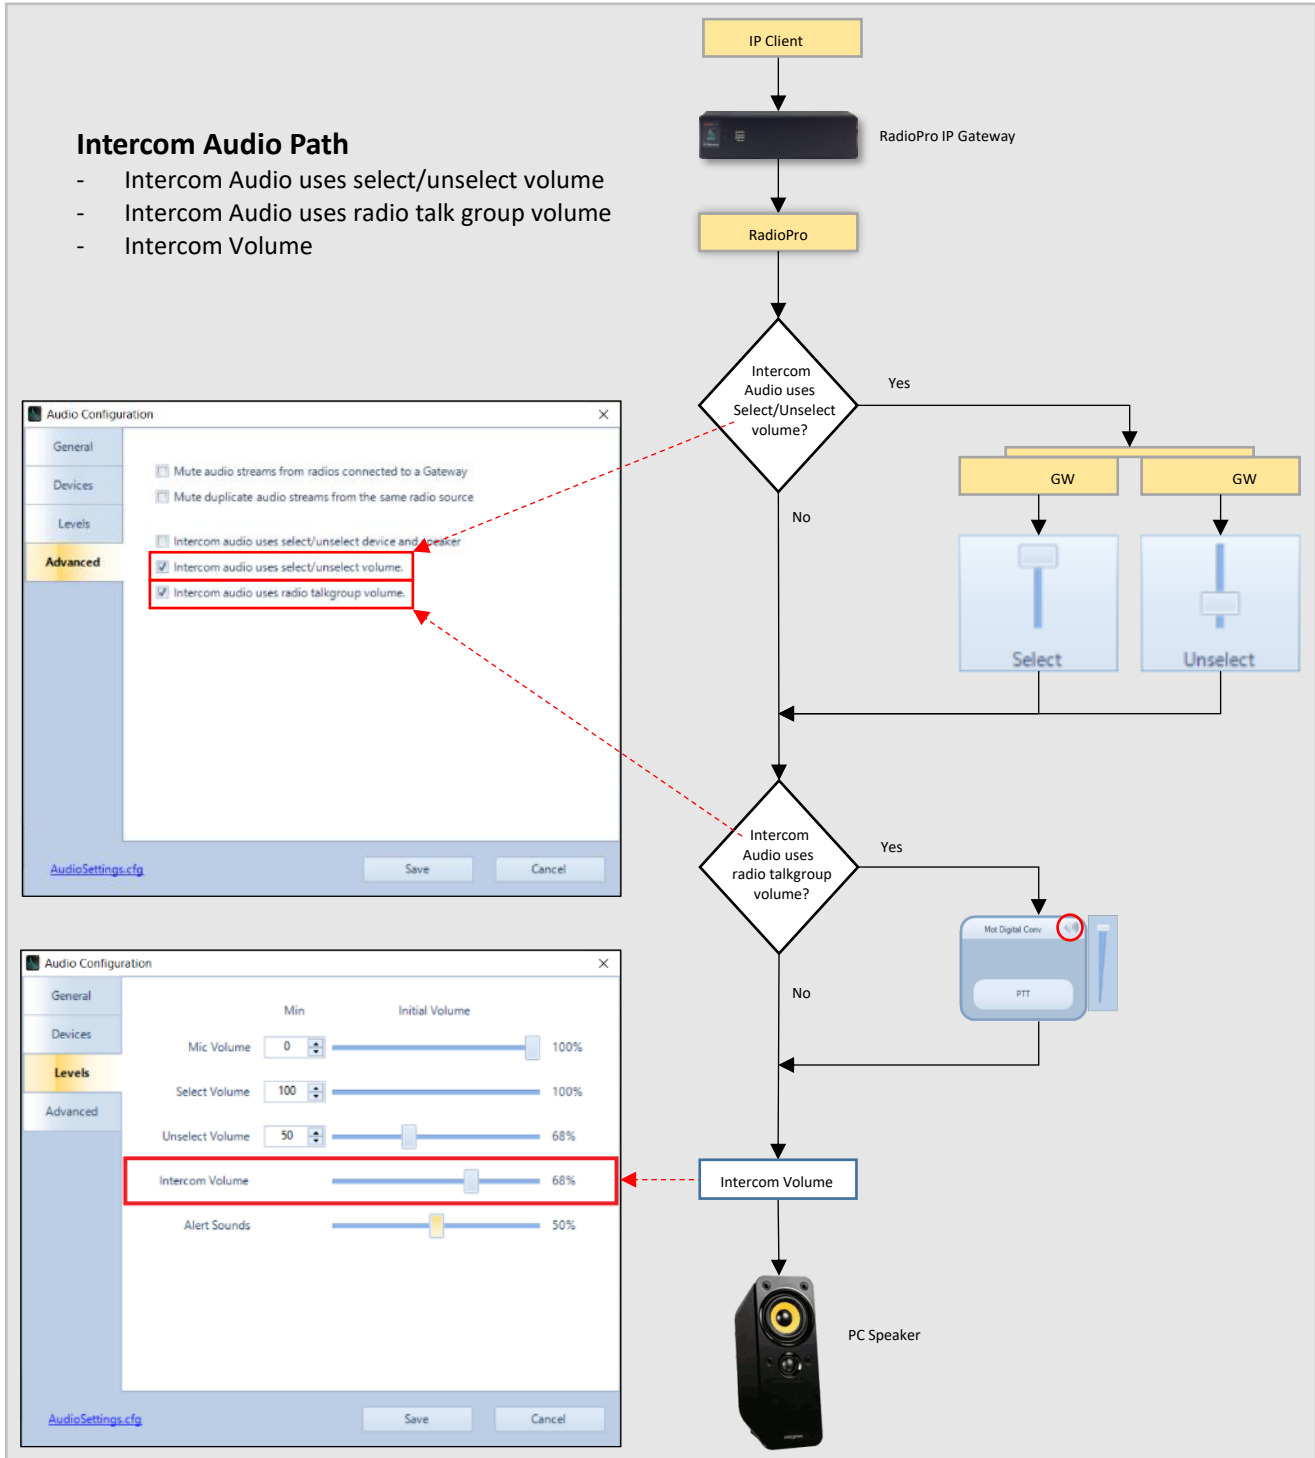 IP Client
RadioPro IP Gateway
Intercom Audio Path
- Intercom Audio uses select/unselect volume
- Intercom Audio uses radio talk group volume
- Intercom Volume
RadioPro
Intercom
Audio uses
Select/Unselect
volume?
Yes
No
GW
GW
Select
Unselect
Audio Configuration
General
Devices
Levels
Advanced
Mute audio streams from radios connected to a Gateway
Mute duplicate audio streams from the same radio source
Intercom audio uses select/unselect device and speaker
Intercom audio uses select/unselect volume.
Intercom audio uses radio talkgroup volume.
AudioSettings.cfg
Save
Cancel
Intercom
Audio uses
radio talkgroup
volume?
Yes
No
Mot Digital Conv
PTT
Audio Configuration
General
Devices
Levels
Advanced
Min Initial Volume
Mic Volume 0 100%
Select Volume 100 100%
Unselect Volume 50 68%
Intercom Volume 68%
Alert Sounds 50%
AudioSettings.cfg
Save
Cancel
Intercom Volume
PC Speaker